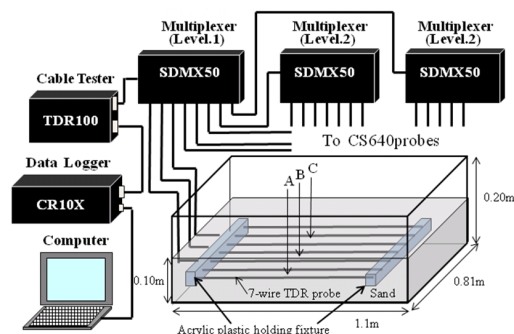 Multiplexer
(Level.1)
Multiplexer
(Level.2)
Multiplexer
(Level.2)
SDMX50
SDMX50
SDMX50
Cable Tester
TDR100
To CS640probes
Data Logger
CR10X
A
B
C
0.20m
Computer
0.10m
7-wire TDR probe
Sand
0.81m
1.1m
Acrylic plastic holding fixture